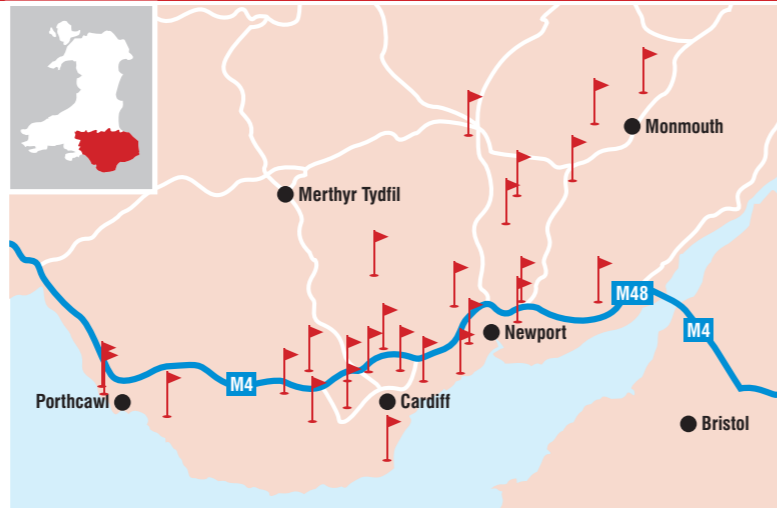 Monmouth
Merthyr Tydfil
M48
M4
Newport
M4
Porthcawl
Cardiff
Bristol